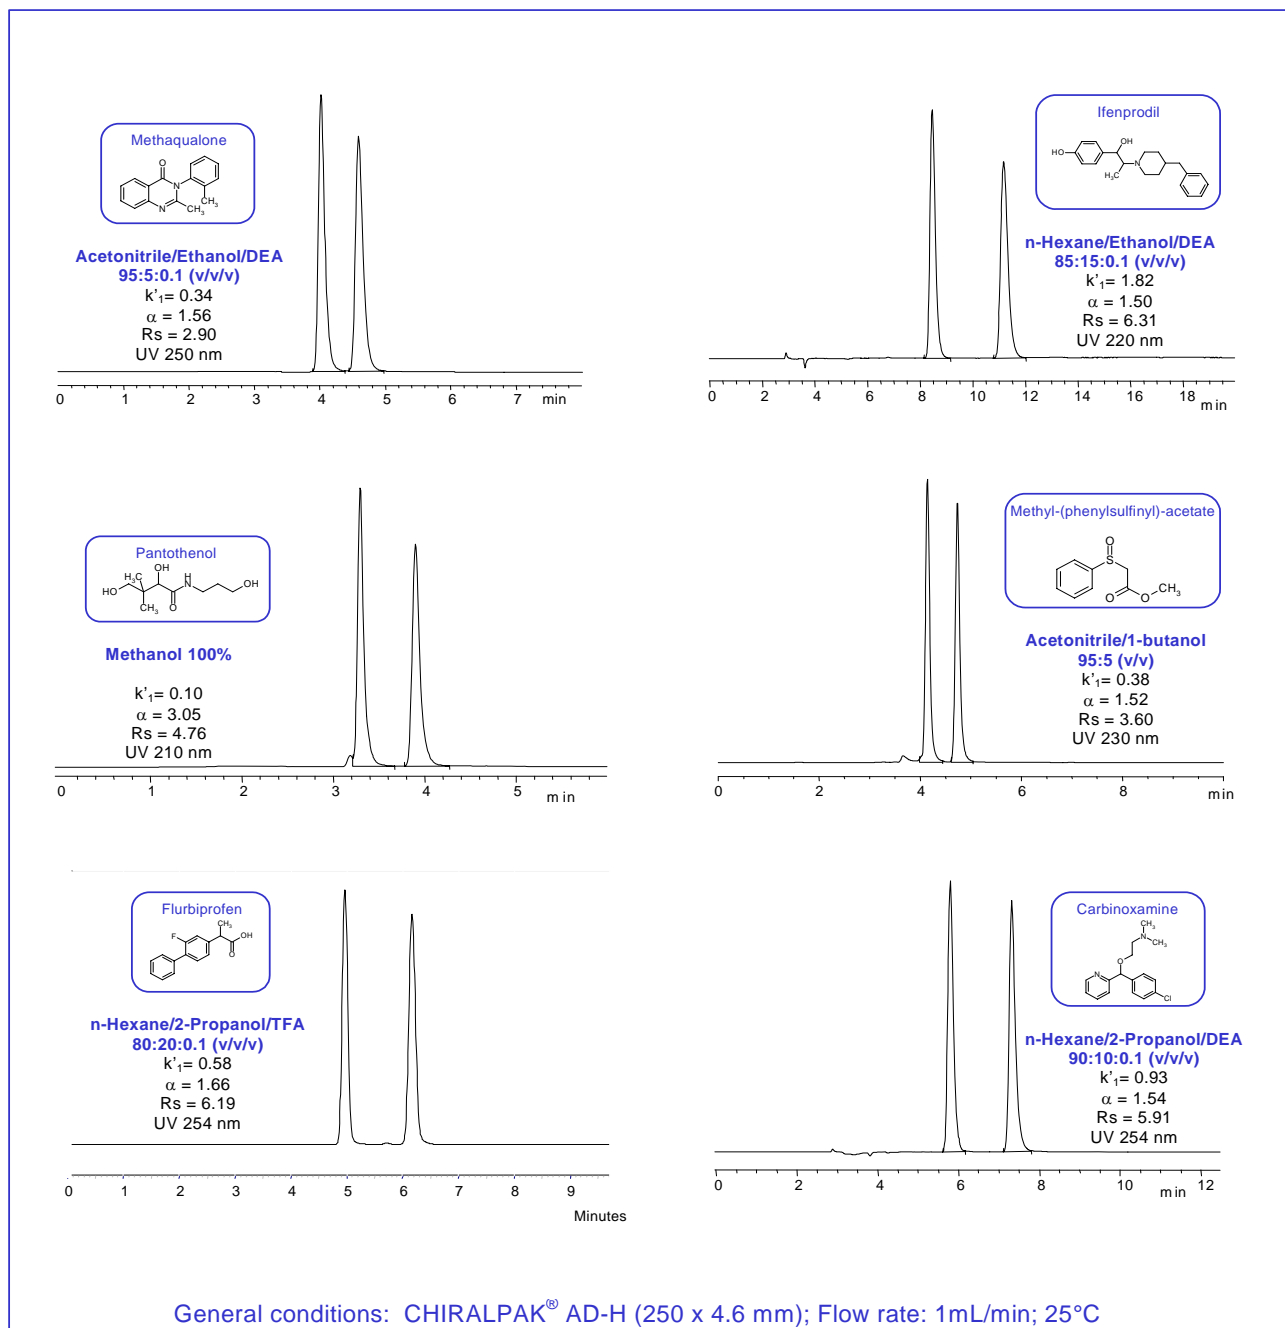 Methaqualone
O
N
CH₃
N
CH₃
Acetonitrile/Ethanol/DEA
95:5:0.1 (v/v/v)
k'₁= 0.34
α = 1.56
Rs = 2.90
UV 250 nm
0 1 2 3 4 5 6 7 min
Ifenprodil
OH
HO
N
CH₃
n-Hexane/Ethanol/DEA
85:15:0.1 (v/v/v)
k'₁= 1.82
α = 1.50
Rs = 6.31
UV 220 nm
0 2 4 6 8 10 12 14 16 18 min
Pantothenol
OH
CH₃ H
HO N OH
CH₃ O
Methanol 100%
k'₁= 0.10
α = 3.05
Rs = 4.76
UV 210 nm
0 1 2 3 4 5 min
Methyl-(phenylsulfinyl)-acetate
O
S
O O CH₃
Acetonitrile/1-butanol
95:5 (v/v)
k'₁= 0.38
α = 1.52
Rs = 3.60
UV 230 nm
0 2 4 6 8 min
Flurbiprofen
CH₃
F OH
O
n-Hexane/2-Propanol/TFA
80:20:0.1 (v/v/v)
k'₁= 0.58
α = 1.66
Rs = 6.19
UV 254 nm
0 1 2 3 4 5 6 7 8 9
Minutes
Carbinoxamine
CH₃
N
CH₃
O
N
Cl
n-Hexane/2-Propanol/DEA
90:10:0.1 (v/v/v)
k'₁= 0.93
α = 1.54
Rs = 5.91
UV 254 nm
0 2 4 6 8 10 min 12
General conditions: CHIRALPAK® AD-H (250 x 4.6 mm); Flow rate: 1mL/min; 25°C